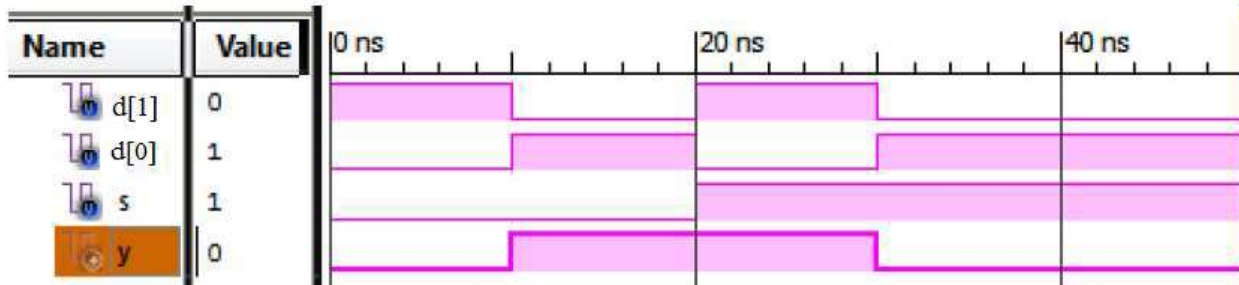 Name Value 0 ns 20 ns 40 ns
d[1] 0
d[0] 1
s 1
y 0